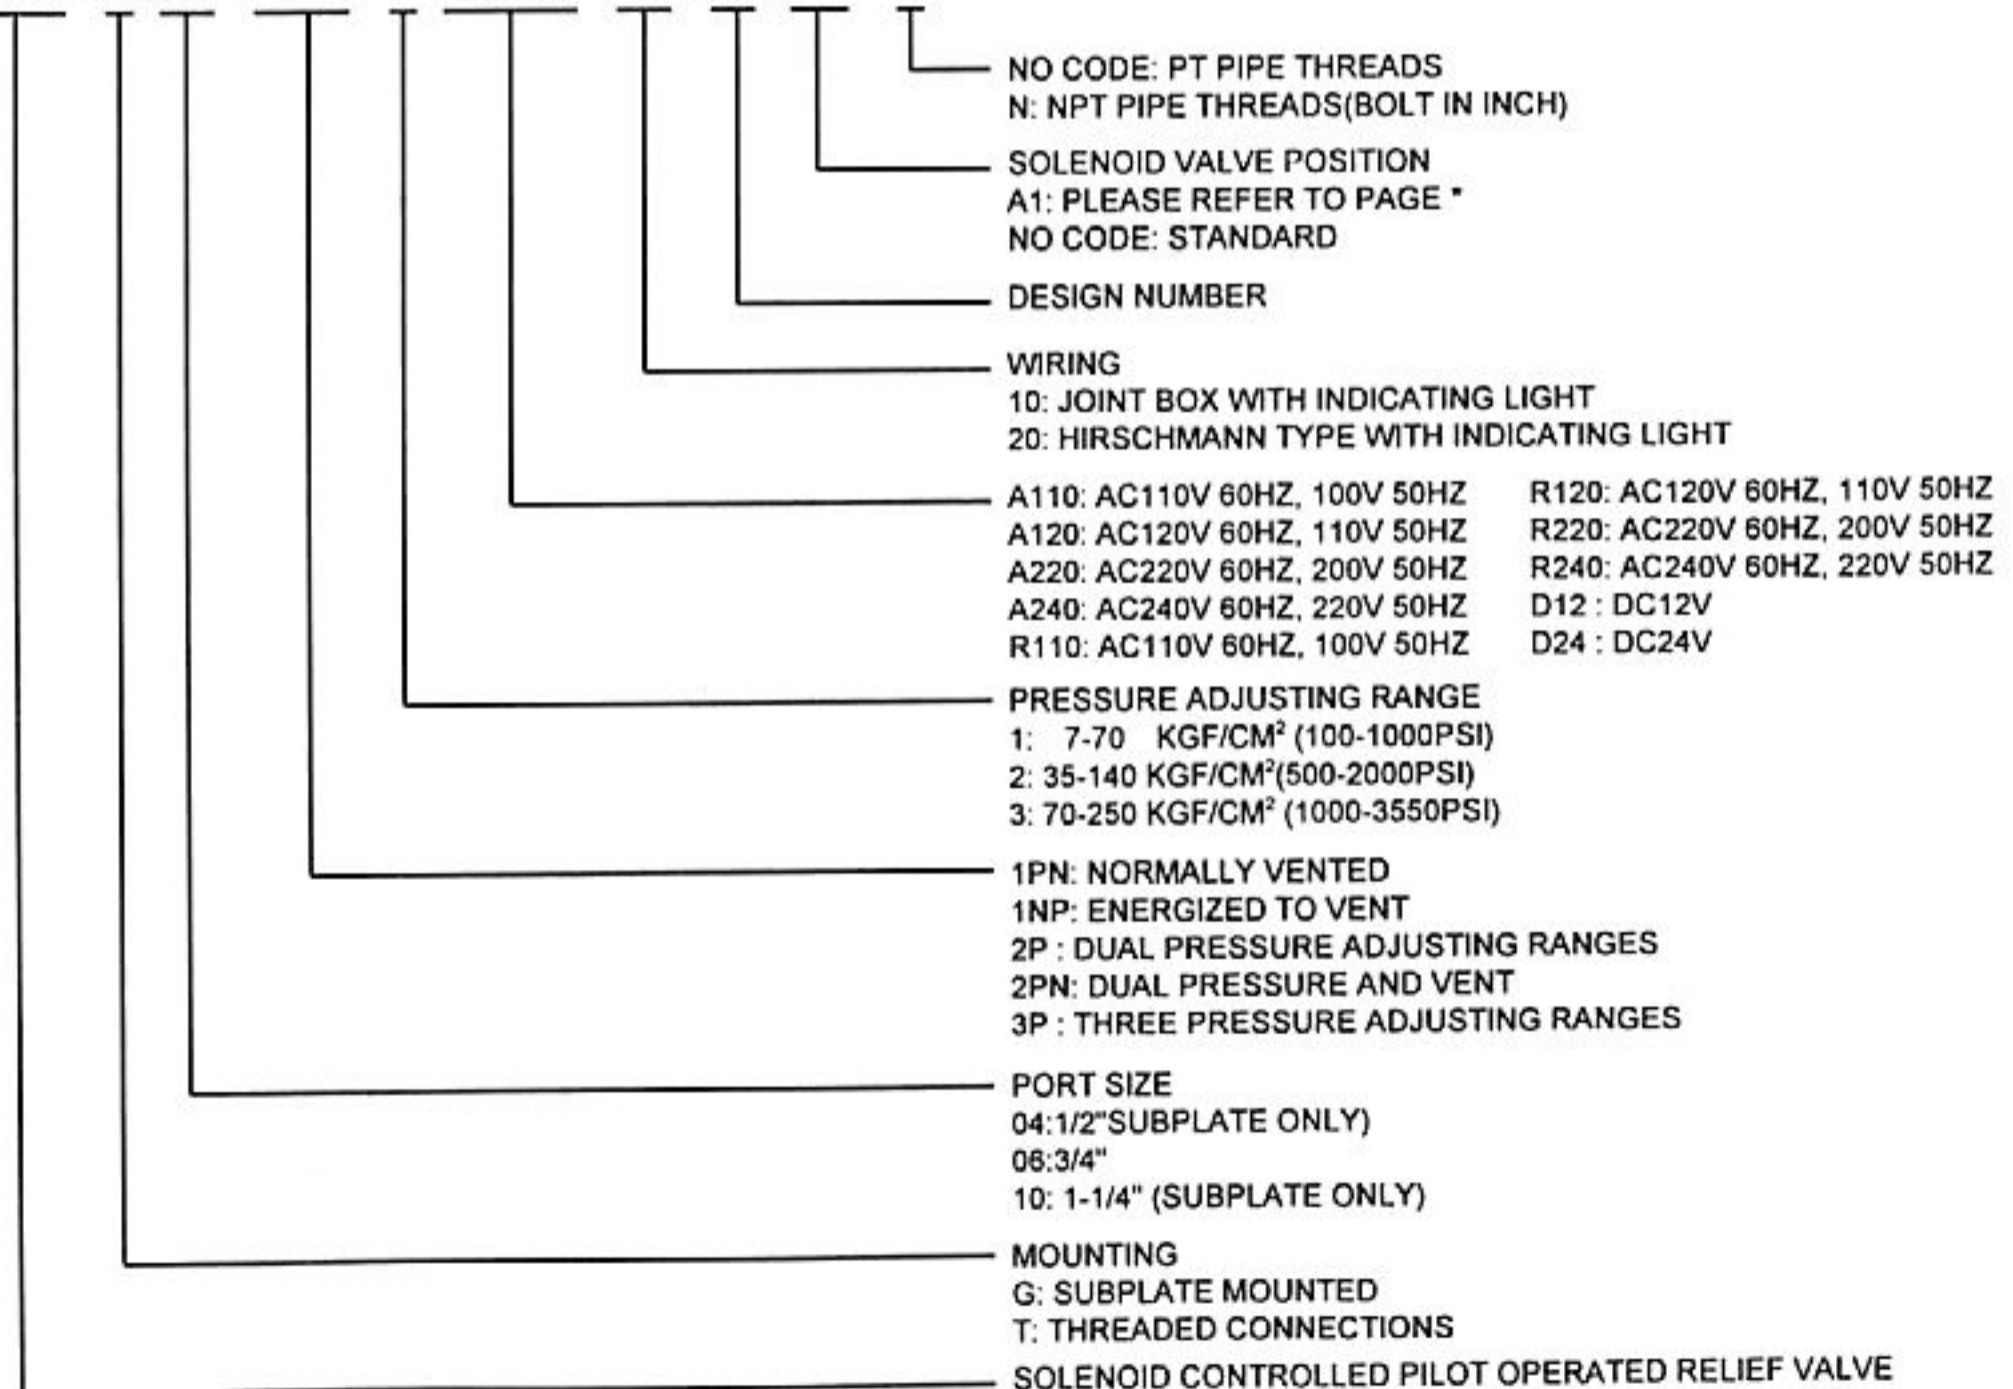 NO CODE: PT PIPE THREADS
N: NPT PIPE THREADS(BOLT IN INCH)
SOLENOID VALVE POSITION
A1: PLEASE REFER TO PAGE *
NO CODE: STANDARD
DESIGN NUMBER
WIRING
10: JOINT BOX WITH INDICATING LIGHT
20: HIRSCHMANN TYPE WITH INDICATING LIGHT
A110: AC110V 60HZ, 100V 50HZ R120: AC120V 60HZ, 110V 50HZ
A120: AC120V 60HZ, 110V 50HZ R220: AC220V 60HZ, 200V 50HZ
A220: AC220V 60HZ, 200V 50HZ R240: AC240V 60HZ, 220V 50HZ
A240: AC240V 60HZ, 220V 50HZ D12 : DC12V
R110: AC110V 60HZ, 100V 50HZ D24 : DC24V
PRESSURE ADJUSTING RANGE
1: 7-70 KGF/CM² (100-1000PSI)
2: 35-140 KGF/CM²(500-2000PSI)
3: 70-250 KGF/CM² (1000-3550PSI)
1PN: NORMALLY VENTED
1NP: ENERGIZED TO VENT
2P : DUAL PRESSURE ADJUSTING RANGES
2PN: DUAL PRESSURE AND VENT
3P : THREE PRESSURE ADJUSTING RANGES
PORT SIZE
04:1/2"SUBPLATE ONLY)
06:3/4"
10: 1-1/4" (SUBPLATE ONLY)
MOUNTING
G: SUBPLATE MOUNTED
T: THREADED CONNECTIONS
SOLENOID CONTROLLED PILOT OPERATED RELIEF VALVE